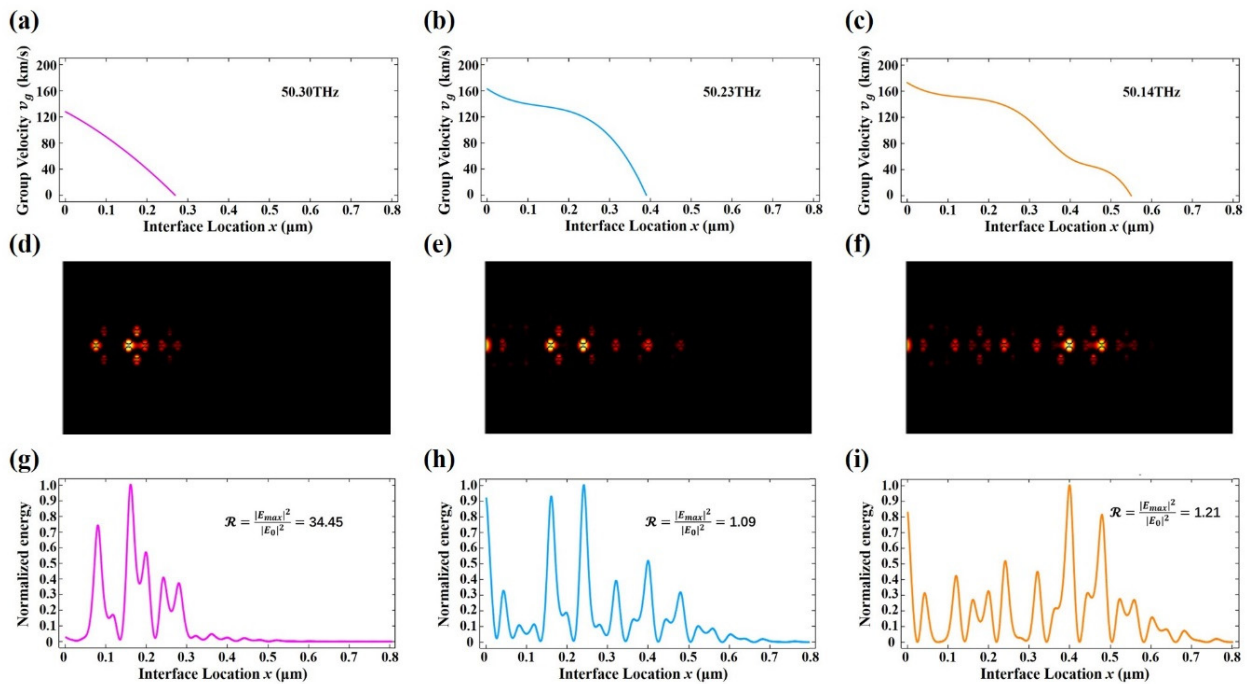 (a)
(b)
(c)
Group Velocity v_g (km/s)
200
160
120
80
40
0
50.30THz
0 0.1 0.2 0.3 0.4 0.5 0.6 0.7 0.8
Interface Location x (μm)
Group Velocity v_g (km/s)
200
160
120
80
40
0
50.23THz
0 0.1 0.2 0.3 0.4 0.5 0.6 0.7 0.8
Interface Location x (μm)
Group Velocity v_g (km/s)
200
160
120
80
40
0
50.14THz
0 0.1 0.2 0.3 0.4 0.5 0.6 0.7 0.8
Interface Location x (μm)
(d)
(e)
(f)
(g)
(h)
(i)
Normalized energy
1.0
0.9
0.8
0.7
0.6
0.5
0.4
0.3
0.2
0.1
0
ℛ = |E_max|²/|E_0|² = 34.45
0 0.1 0.2 0.3 0.4 0.5 0.6 0.7 0.8
Interface Location x (μm)
Normalized energy
1.0
0.9
0.8
0.7
0.6
0.5
0.4
0.3
0.2
0.1
0
ℛ = |E_max|²/|E_0|² = 1.09
0 0.1 0.2 0.3 0.4 0.5 0.6 0.7 0.8
Interface Location x (μm)
Normalized energy
1.0
0.9
0.8
0.7
0.6
0.5
0.4
0.3
0.2
0.1
0
ℛ = |E_max|²/|E_0|² = 1.21
0 0.1 0.2 0.3 0.4 0.5 0.6 0.7 0.8
Interface Location x (μm)